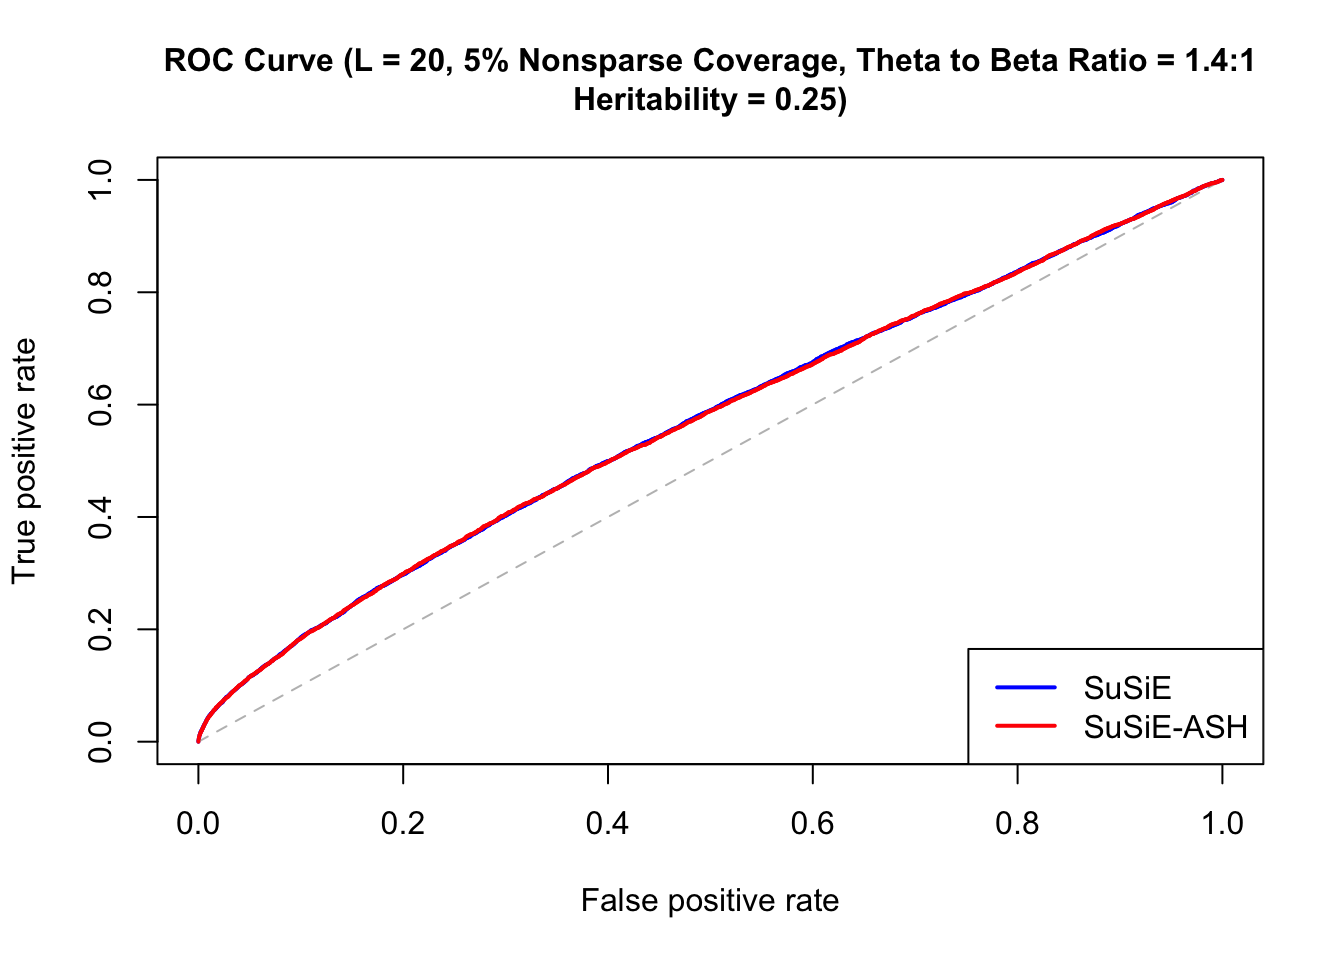 ROC Curve (L = 20, 5% Nonsparse Coverage, Theta to Beta Ratio = 1.4:1
Heritability = 0.25)
True positive rate
1.0
0.8
0.6
0.4
0.2
0.0
SuSiE
SuSiE-ASH
0.0 0.2 0.4 0.6 0.8 1.0
False positive rate